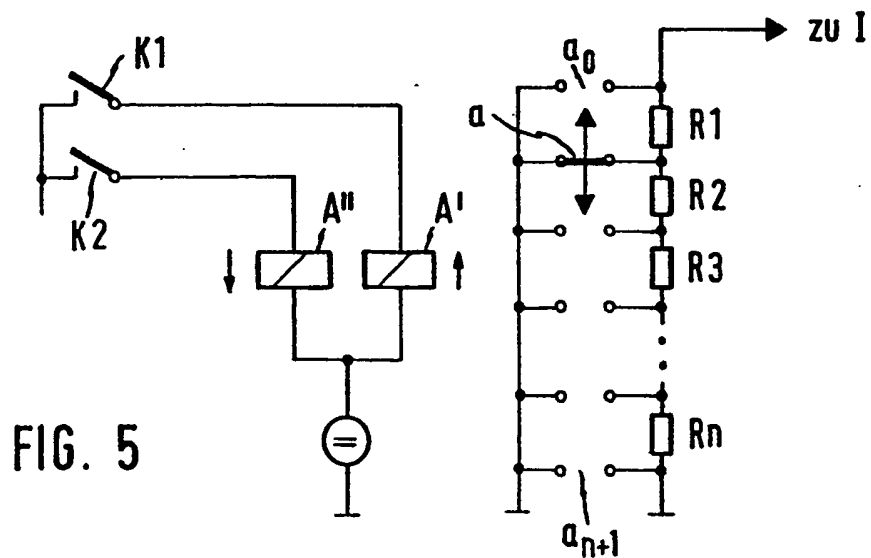 K1
K2
A"
A'
=
FIG. 5
zu I
a₀
a
R1
R2
R3
Rn
aₙ₊₁